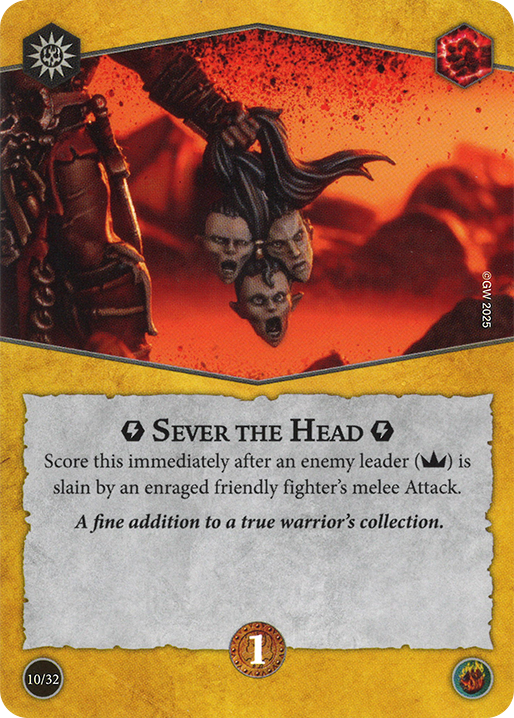 ©GW 2025
Sever the Head
Score this immediately after an enemy leader () is
slain by an enraged friendly fighter's melee Attack.
A fine addition to a true warrior's collection.
1
10/32